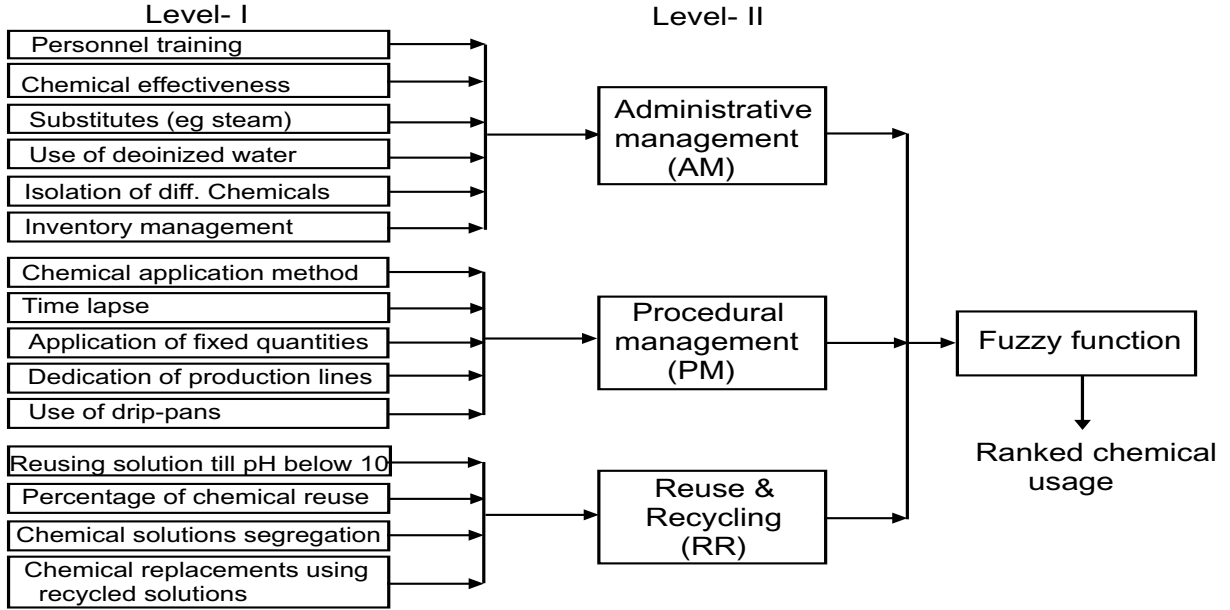 Level- I
Level- II
Personnel training
Chemical effectiveness
Substitutes (eg steam)
Use of deoinized water
Isolation of diff. Chemicals
Inventory management
Administrative
management
(AM)
Chemical application method
Time lapse
Application of fixed quantities
Dedication of production lines
Use of drip-pans
Procedural
management
(PM)
Reusing solution till pH below 10
Percentage of chemical reuse
Chemical solutions segregation
Chemical replacements using
recycled solutions
Reuse &
Recycling
(RR)
Fuzzy function
Ranked chemical
usage